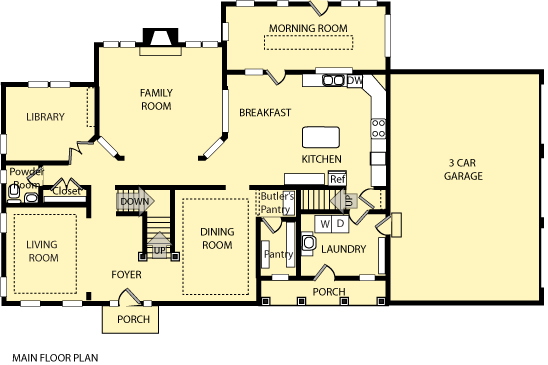 MORNING ROOM
DW
FAMILY
ROOM
BREAKFAST
LIBRARY
KITCHEN
3 CAR
GARAGE
Ref
Powder
Room
Closet
DOWN
UP
Butler's
Pantry
UP
W D
LIVING
ROOM
DINING
ROOM
LAUNDRY
Pantry
FOYER
PORCH
PORCH
MAIN FLOOR PLAN